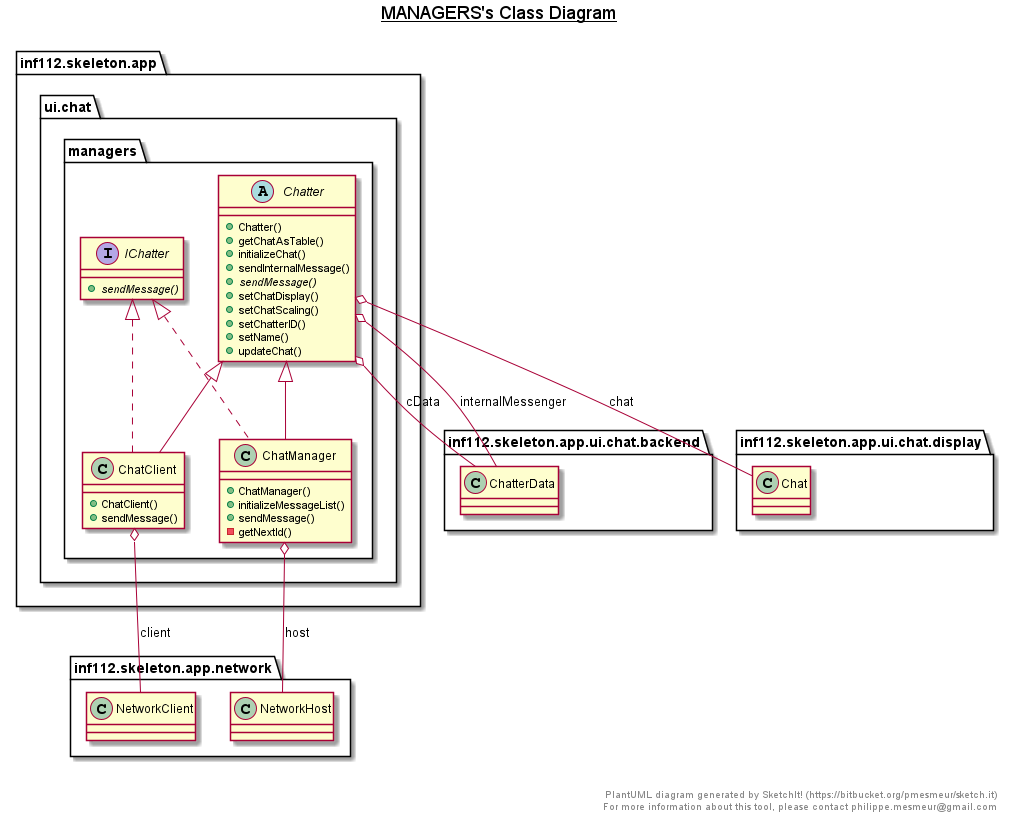 MANAGERS's Class Diagram
inf112.skeleton.app
ui.chat
managers
A Chatter
Chatter()
getChatAsTable()
initializeChat()
sendInternalMessage()
sendMessage()
setChatDisplay()
setChatScaling()
setChatterID()
setName()
updateChat()
I IChatter
sendMessage()
cData
internalMessenger
chat
C ChatClient
ChatClient()
sendMessage()
C ChatManager
ChatManager()
initializeMessageList()
sendMessage()
getNextId()
inf112.skeleton.app.ui.chat.backend
C ChatterData
inf112.skeleton.app.ui.chat.display
C Chat
client
host
inf112.skeleton.app.network
C NetworkClient
C NetworkHost
PlantUML diagram generated by SketchIt! (https://bitbucket.org/pmesmeur/sketch.it)
For more information about this tool, please contact philippe.mesmeur@gmail.com